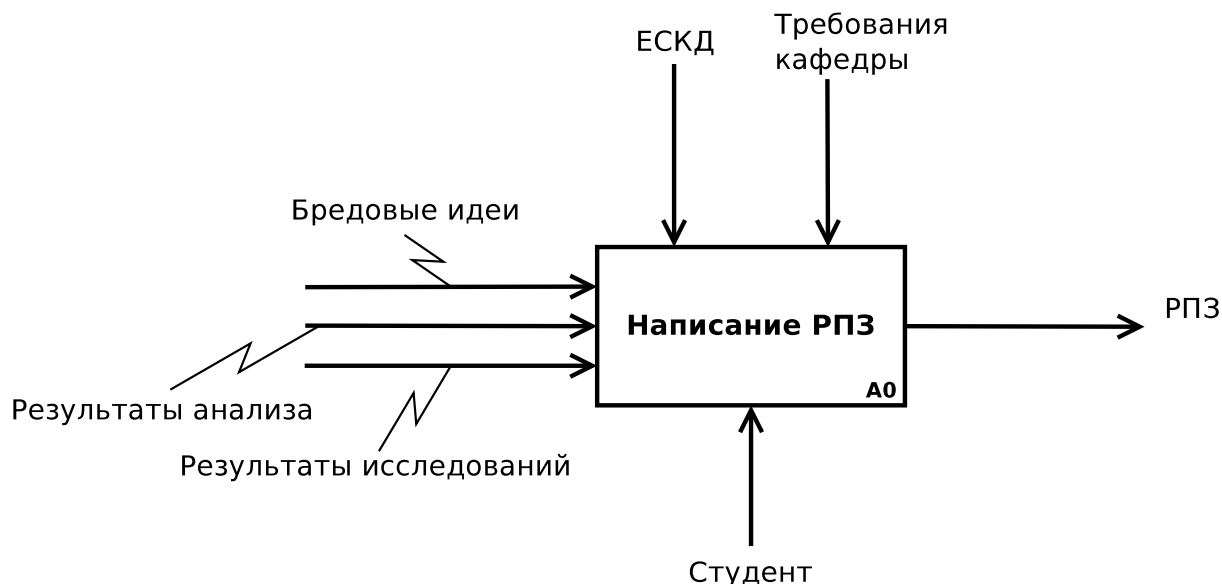 Требования
кафедры
ЕСКД
Бредовые идеи
РПЗ
Написание РПЗ
A0
Результаты анализа
Результаты исследований
Студент